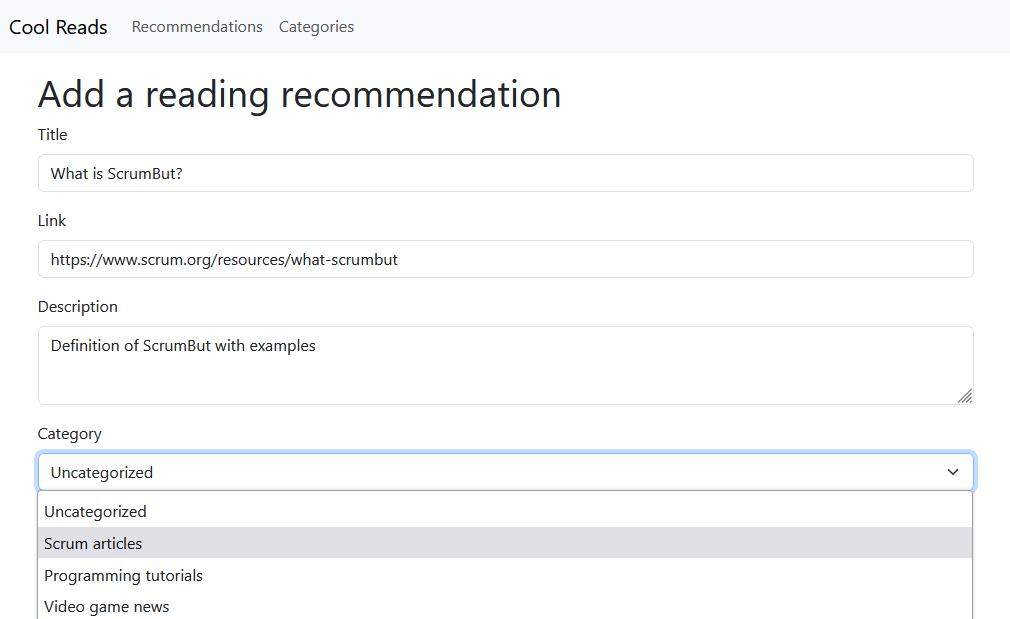 Cool Reads Recommendations Categories
Add a reading recommendation
Title
What is ScrumBut?
Link
https://www.scrum.org/resources/what-scrumbut
Description
Definition of ScrumBut with examples
Category
Uncategorized
Uncategorized
Scrum articles
Programming tutorials
Video game news